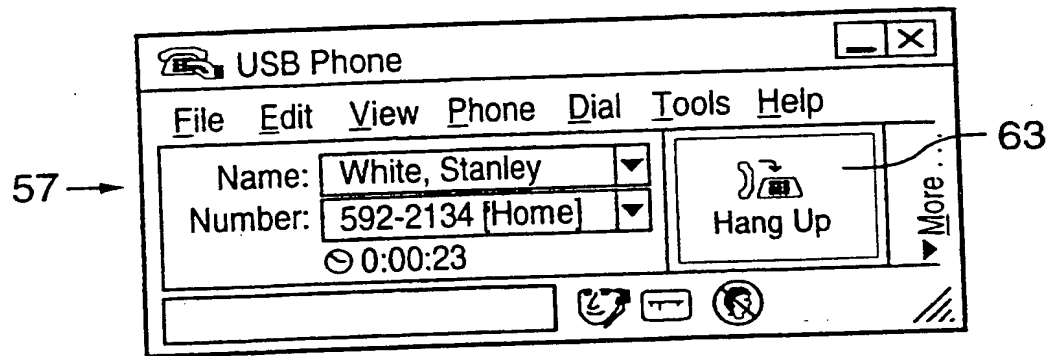 USB Phone
File Edit View Phone Dial Tools Help
Name: White, Stanley
Number: 592-2134 [Home]
0:00:23
Hang Up
More...
57
63